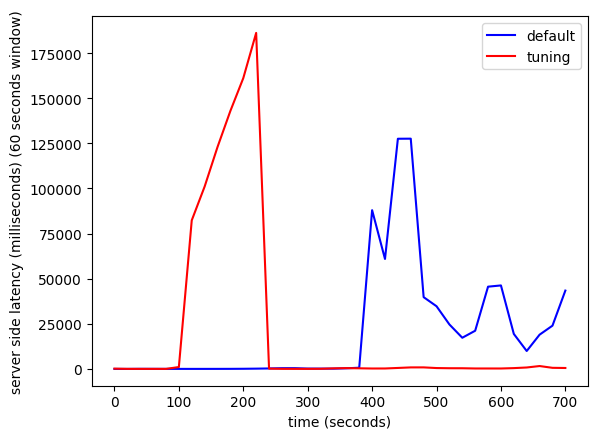 server side latency (milliseconds) (60 seconds window)
175000
150000
125000
100000
75000
50000
25000
0
default
tuning
0 100 200 300 400 500 600 700
time (seconds)